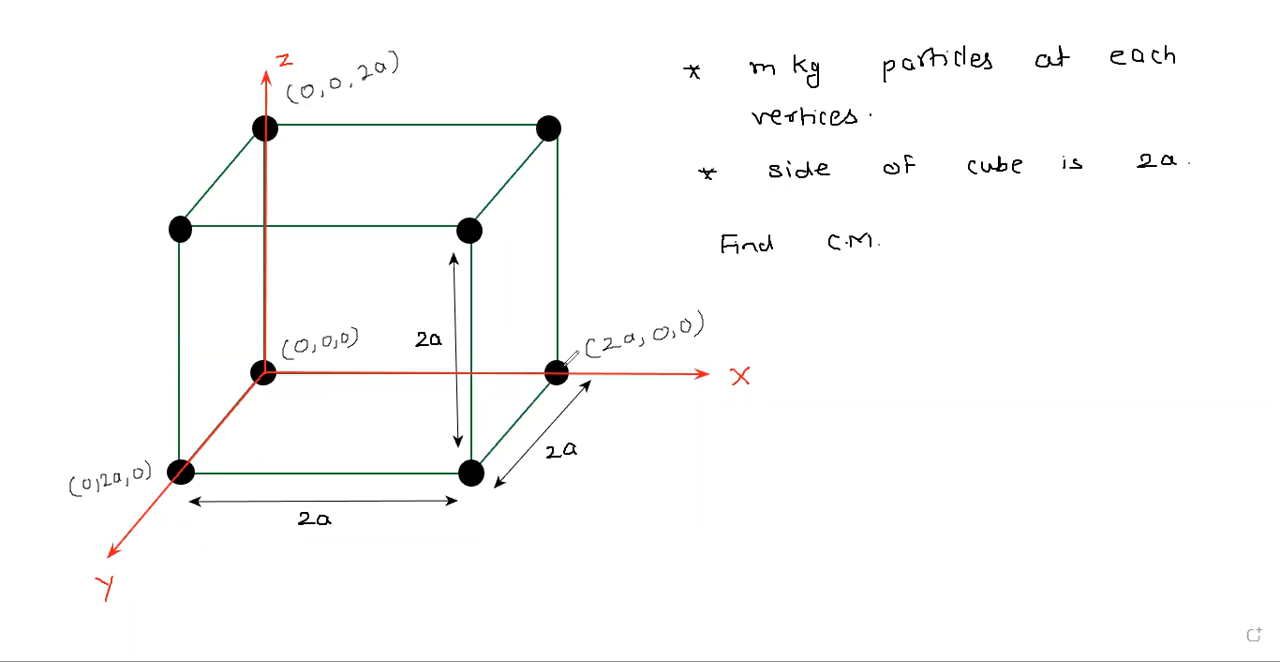 z
(0,0,2a)
* m kg particles at each
vertices.
* side of cube is 2a.
Find C.M.
(0,0,0)
2a
(2a,0,0)
X
2a
(0,2a,0)
2a
Y